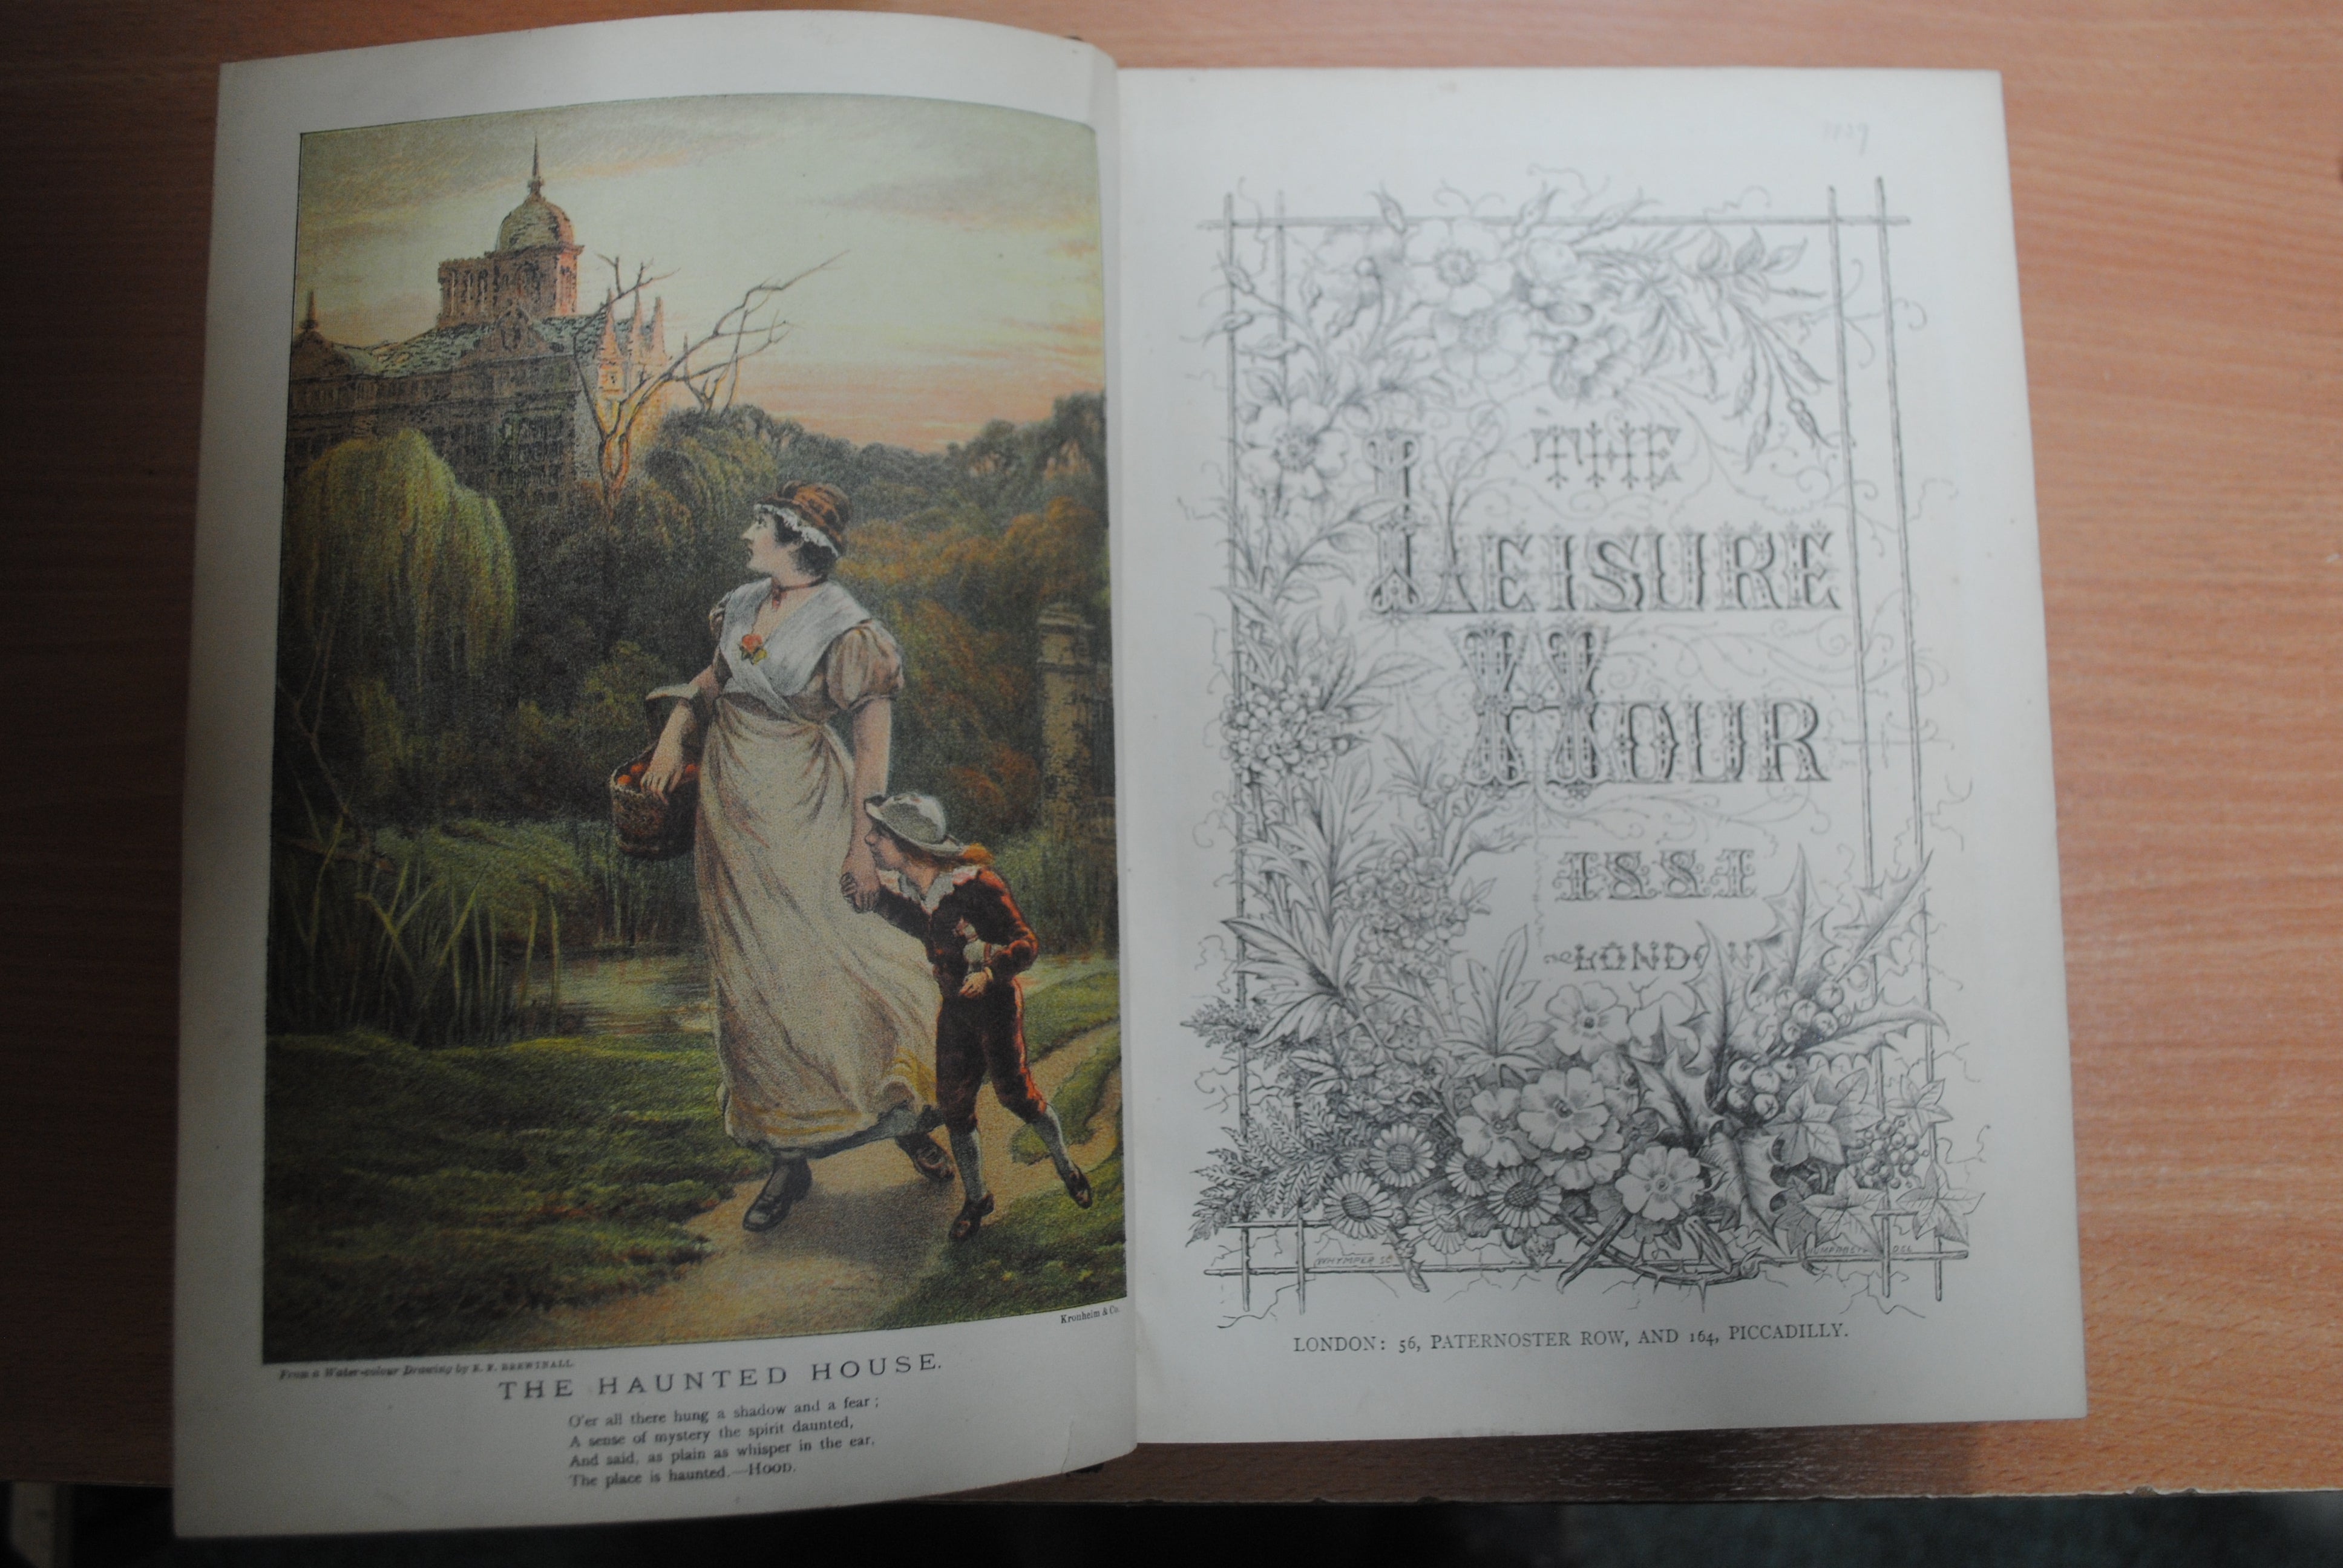 Kronheim & Co.
From a Water-colour Drawing by E. F. BREWTNALL
THE HAUNTED HOUSE.
O'er all there hung a shadow and a fear;
A sense of mystery the spirit daunted,
And said, as plain as whisper in the ear,
The place is haunted.—HOOD.
THE
LEISURE
HOUR
1881
LONDON
WHYMPER SC
LONDON: 56, PATERNOSTER ROW, AND 164, PICCADILLY.